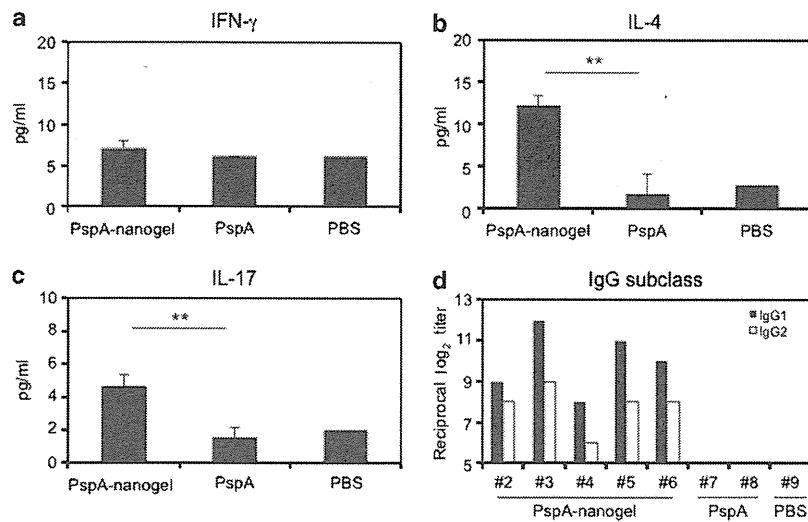 a
IFN-γ
20
15
10
5
0
pg/ml
PspA-nanogel PspA PBS
b
IL-4
20
15
10
5
0
pg/ml
**
PspA-nanogel PspA PBS
c
IL-17
10
8
6
4
2
0
pg/ml
**
PspA-nanogel PspA PBS
d
IgG subclass
13
11
9
7
5
Reciprocal log2 titer
IgG1
IgG2
#2 #3 #4 #5 #6 #7 #8 #9
PspA-nanogel PspA PBS